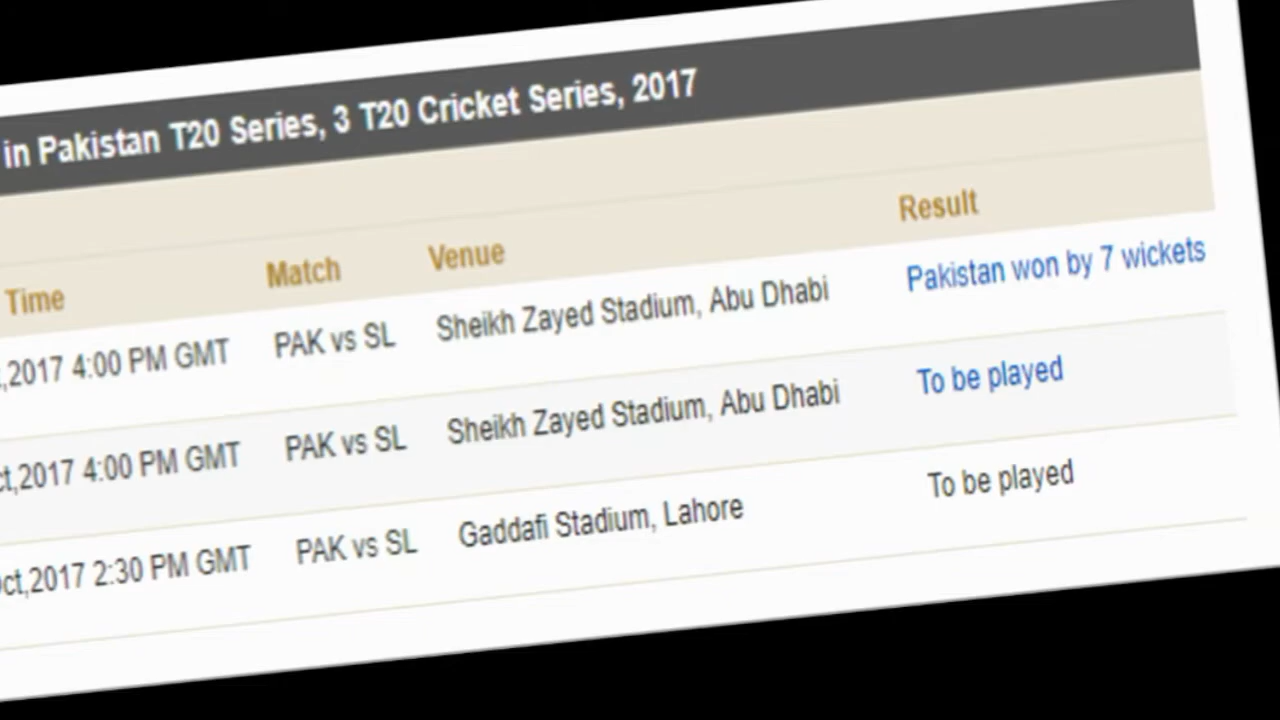 in Pakistan T20 Series, 3 T20 Cricket Series, 2017
Time Match Venue Result
,2017 4:00 PM GMT PAK vs SL Sheikh Zayed Stadium, Abu Dhabi Pakistan won by 7 wickets
ct,2017 4:00 PM GMT PAK vs SL Sheikh Zayed Stadium, Abu Dhabi To be played
ct,2017 2:30 PM GMT PAK vs SL Gaddafi Stadium, Lahore To be played